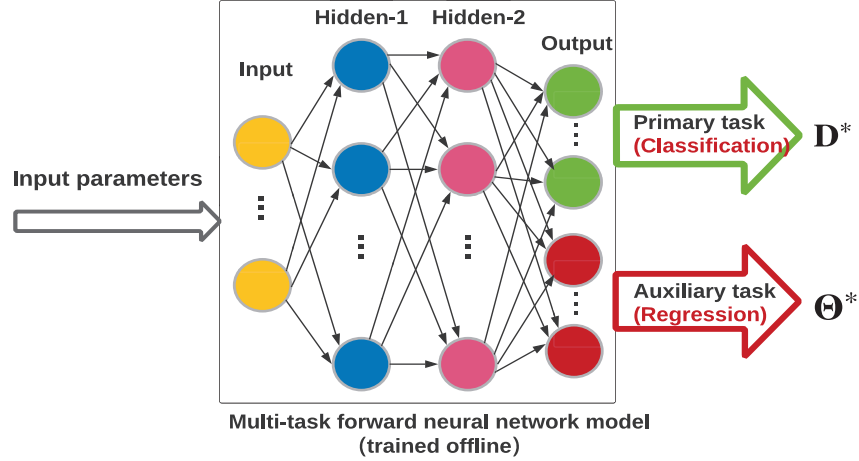 Hidden-1 Hidden-2
Input
Output
Input parameters
Primary task
(Classification)
D*
Auxiliary task
(Regression)
Θ*
Multi-task forward neural network model
(trained offline)